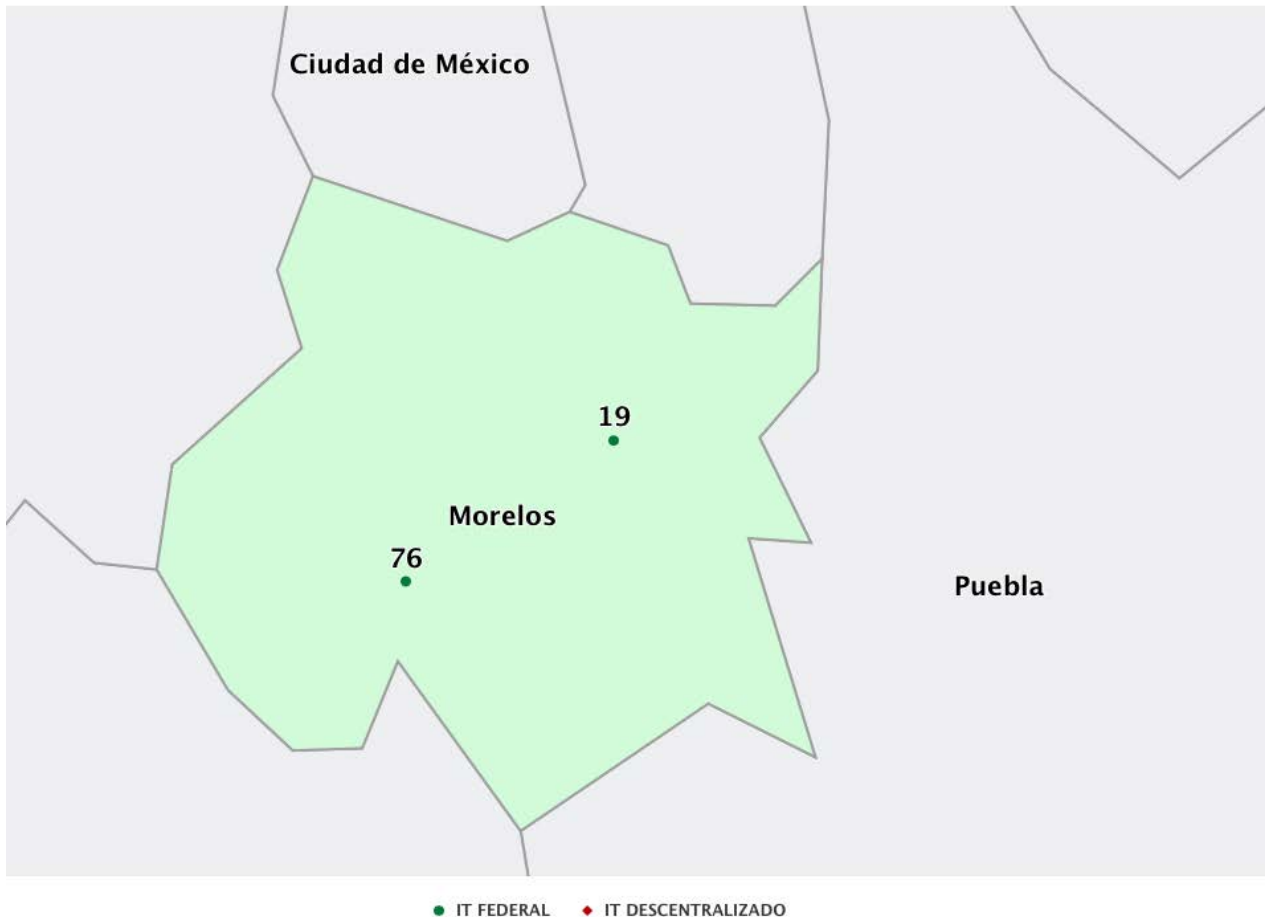 Ciudad de México
19
Morelos
76
Puebla
IT FEDERAL IT DESCENTRALIZADO